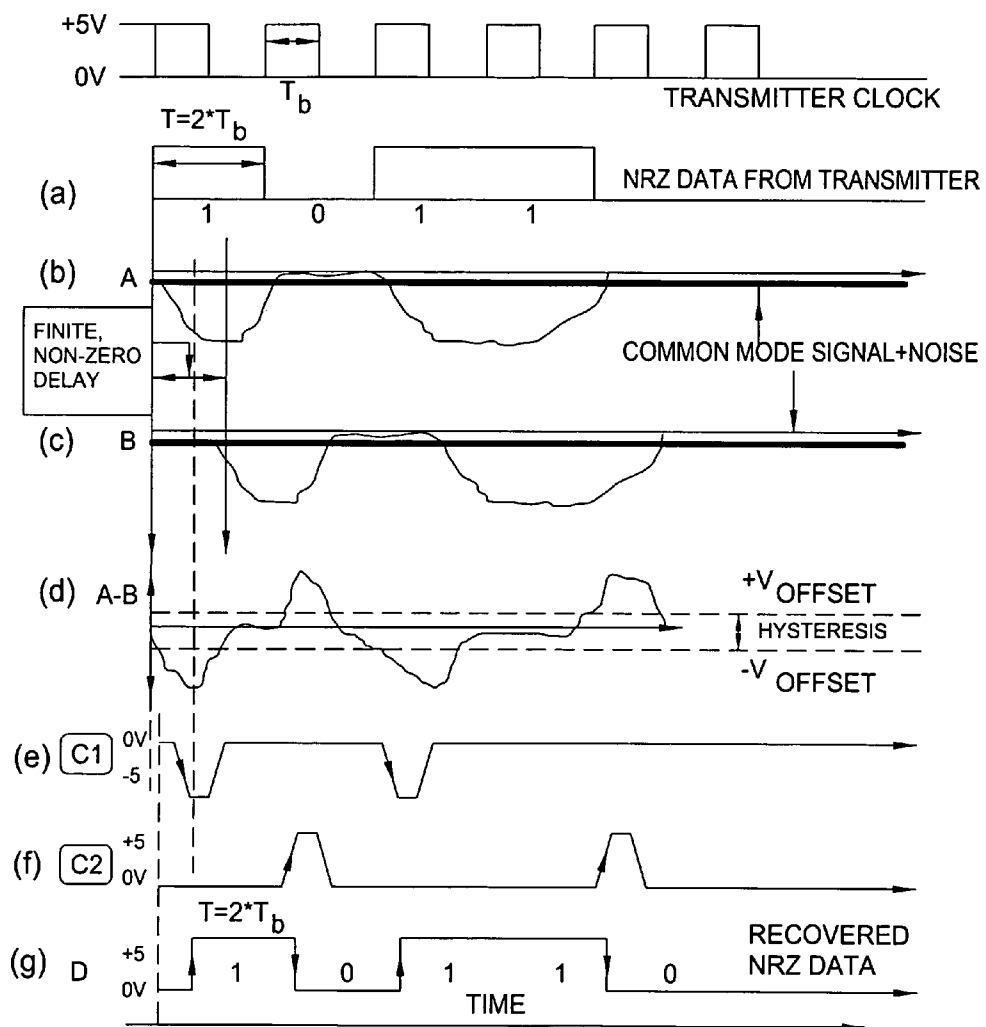 +5V
0V
T_b
TRANSMITTER CLOCK
T=2*T_b
(a)
NRZ DATA FROM TRANSMITTER
1 0 1 1
(b) A
FINITE,
NON-ZERO
DELAY
COMMON MODE SIGNAL+NOISE
(c) B
(d) A-B
+V OFFSET
HYSTERESIS
-V OFFSET
(e) C1 0V
-5
(f) C2 +5
0V
T=2*T_b
(g) D +5
0V
1 0 1 1 0
RECOVERED
NRZ DATA
TIME